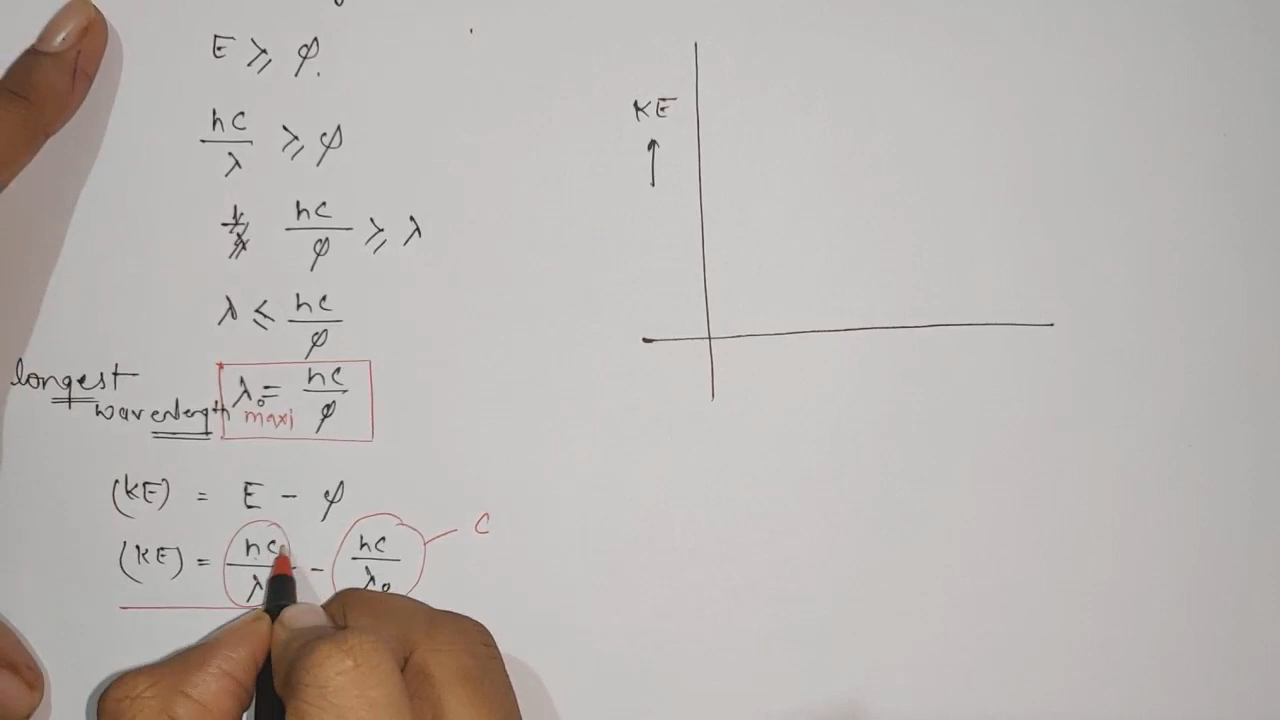 E ⩾ φ.
hc/λ ⩾ φ
hc/φ ⩾ λ
λ ≤ hc/φ
longest wavelength
λ₀ = hc/φ
maxi
(KE) = E - φ
(KE) = hc/λ - hc/λ₀
C
KE ↑